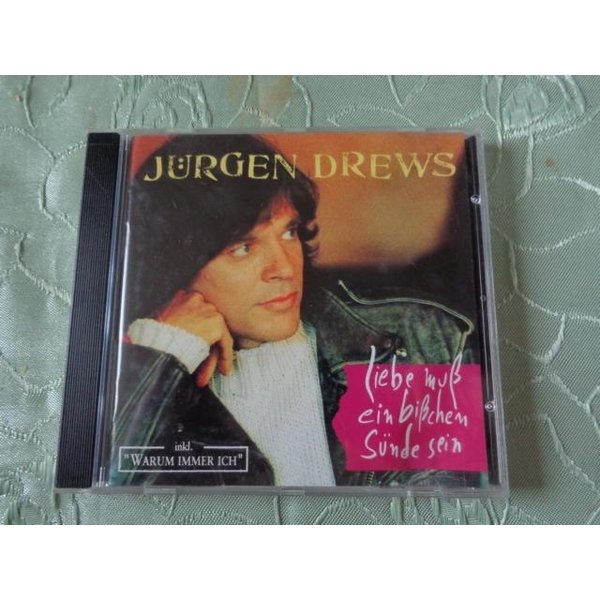 JÜRGEN DREWS
liebe muß
ein bißchen
Sünde sein
inkl.
"WARUM IMMER ICH"